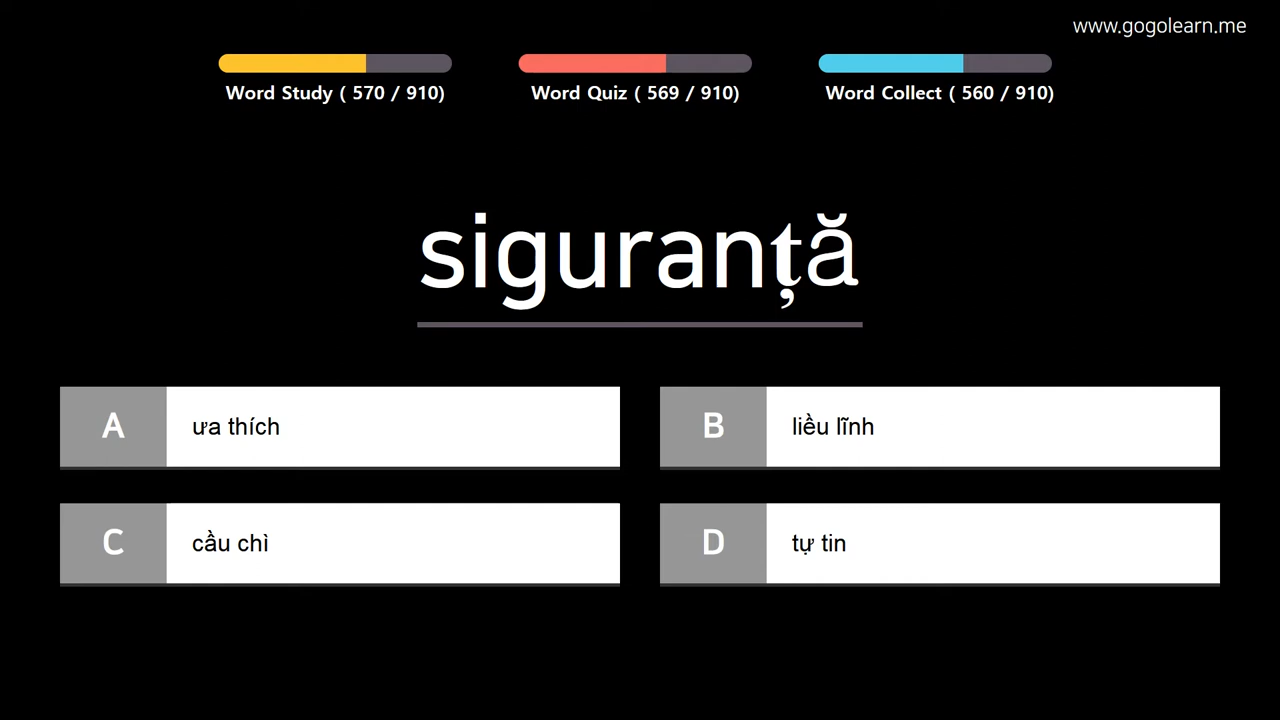 www.gogolearn.me
Word Study ( 570 / 910)
Word Quiz ( 569 / 910)
Word Collect ( 560 / 910)
siguranță
A ưa thích
B liều lĩnh
C cầu chì
D tự tin